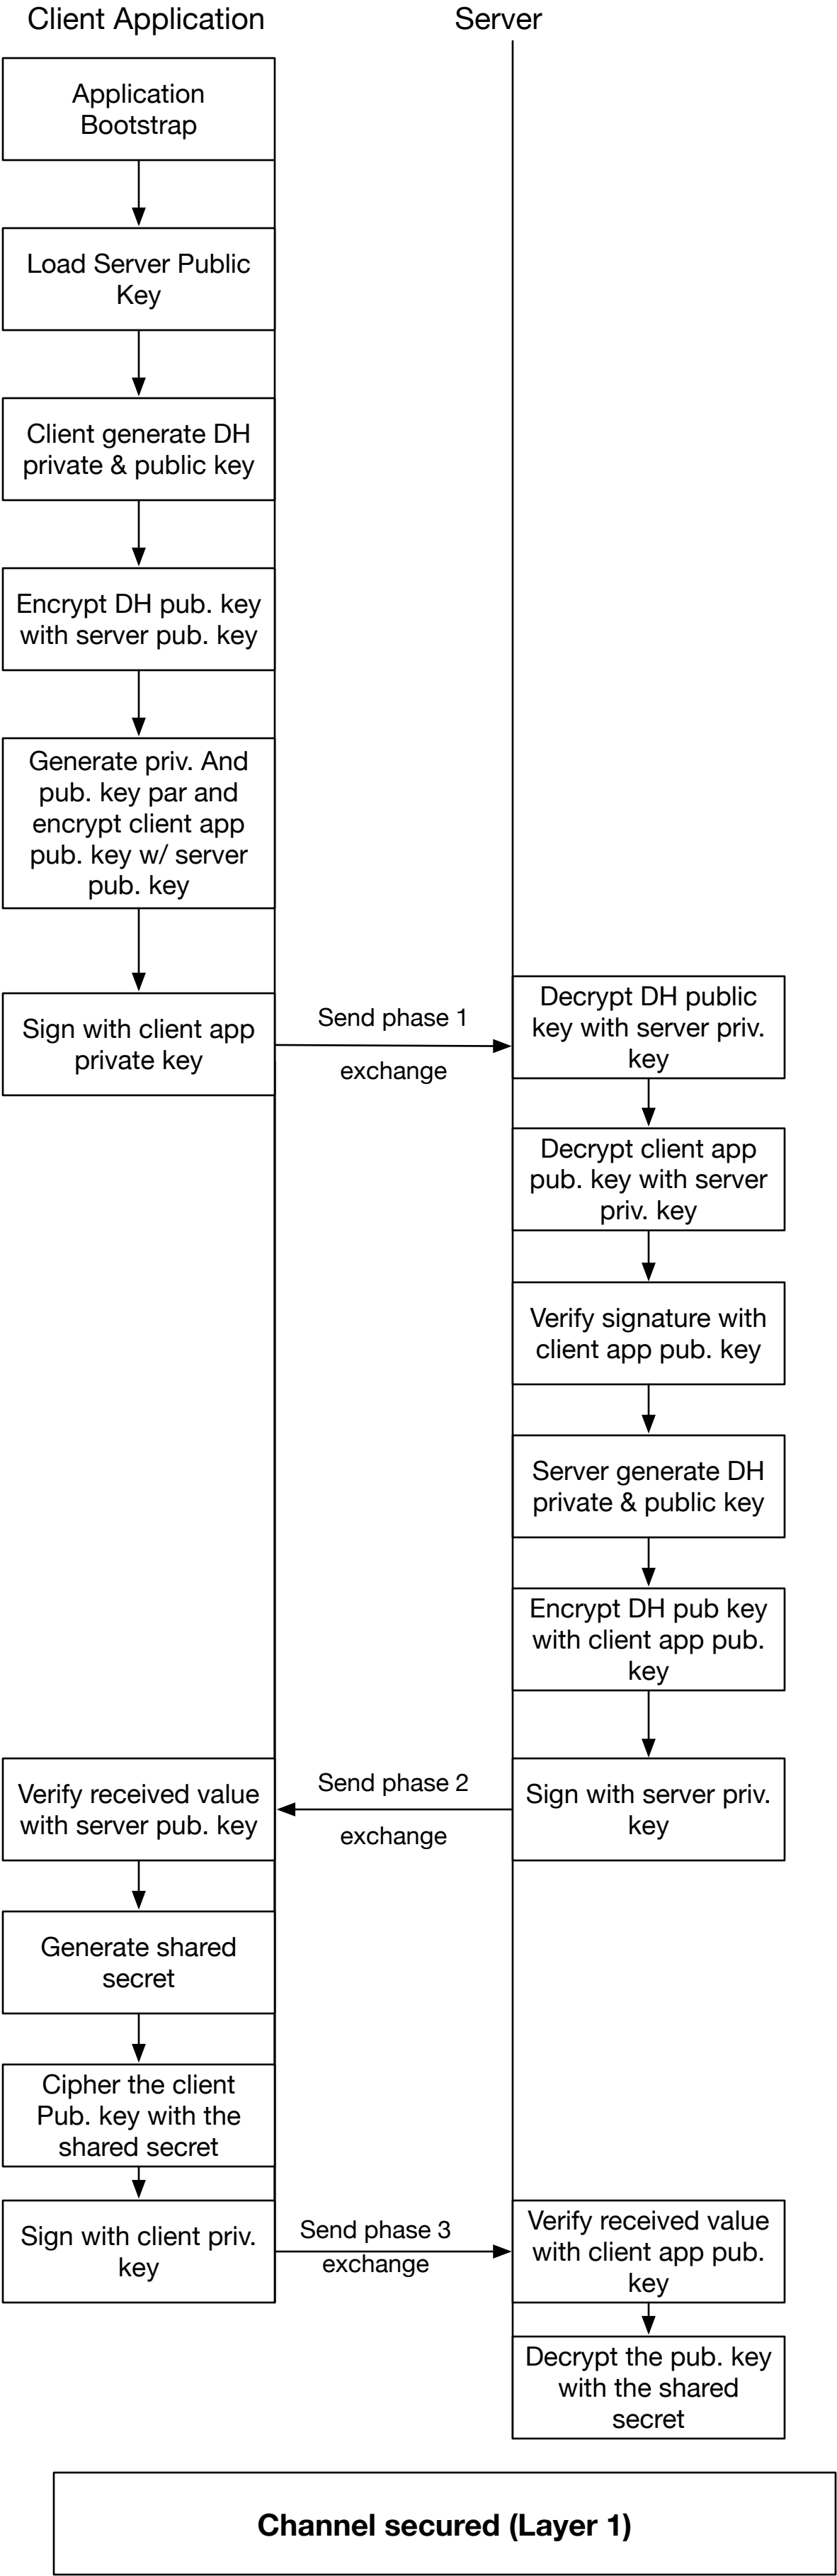 Client Application
Server
Application
Bootstrap
Load Server Public
Key
Client generate DH
private & public key
Encrypt DH pub. key
with server pub. key
Generate priv. And
pub. key par and
encrypt client app
pub. key w/ server
pub. key
Sign with client app
private key
Send phase 1
exchange
Decrypt DH public
key with server priv.
key
Decrypt client app
pub. key with server
priv. key
Verify signature with
client app pub. key
Server generate DH
private & public key
Encrypt DH pub key
with client app pub.
key
Sign with server priv.
key
Send phase 2
exchange
Verify received value
with server pub. key
Generate shared
secret
Cipher the client
Pub. key with the
shared secret
Sign with client priv.
key
Send phase 3
exchange
Verify received value
with client app pub.
key
Decrypt the pub. key
with the shared
secret
Channel secured (Layer 1)